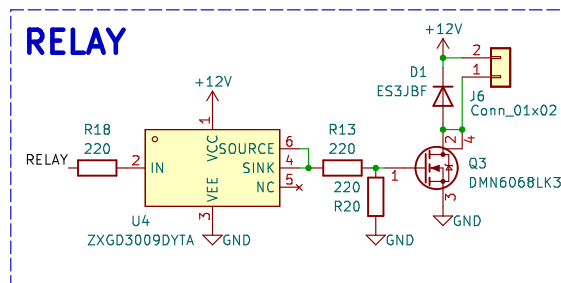 RELAY
+12V
D1
ES3JBF
2
1
J6
Conn_01x02
+12V
R18
220
1
VCC
SOURCE
6
R13
220
2
4
RELAY
2
IN
SINK
4
NC
5
VEE
3
1
Q3
DMN6068LK3
220
R20
3
U4
ZXGD3009DYTA
GND
GND
GND